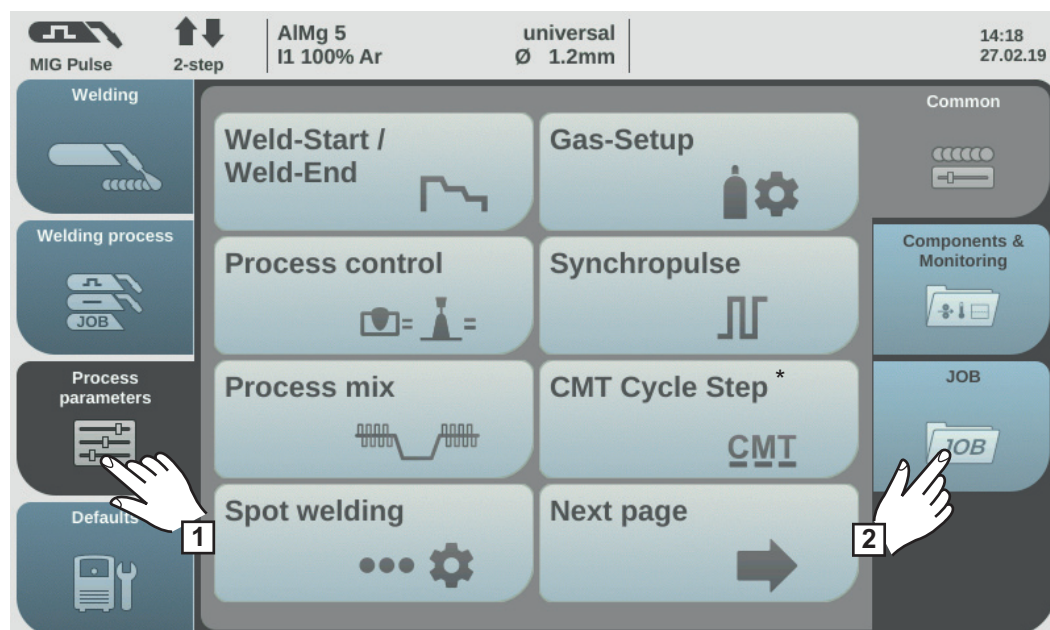 MIG Pulse
2-step
AlMg 5
I1 100% Ar
universal
Ø 1.2mm
14:18
27.02.19
Welding
Welding process
JOB
Process
parameters
Defaults
Weld-Start /
Weld-End
Gas-Setup
Process control
= =
Synchropulse
Process mix
CMT Cycle Step *
CMT
Spot welding
Next page
Common
Components &
Monitoring
JOB
JOB
1
2